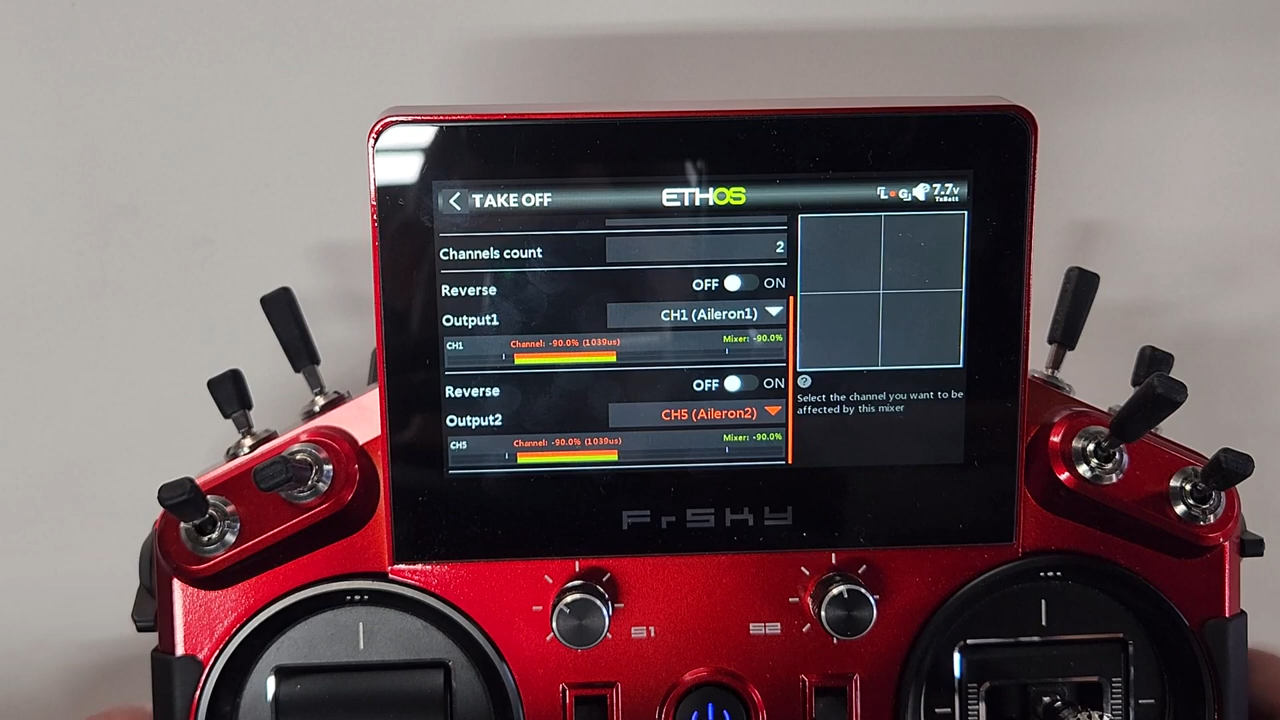 TAKE OFF
ETHOS
7.7V
TxBatt
Channels count
2
Reverse
OFF
ON
Output1
CH1 (Aileron1)
CH1
Channel: -90.0% (1039us)
Mixer: -90.0%
Reverse
OFF
ON
Output2
CH5 (Aileron2)
CH5
Channel: -90.0% (1039us)
Mixer: -90.0%
?
Select the channel you want to be
affected by this mixer
FrSKY
S1
S2